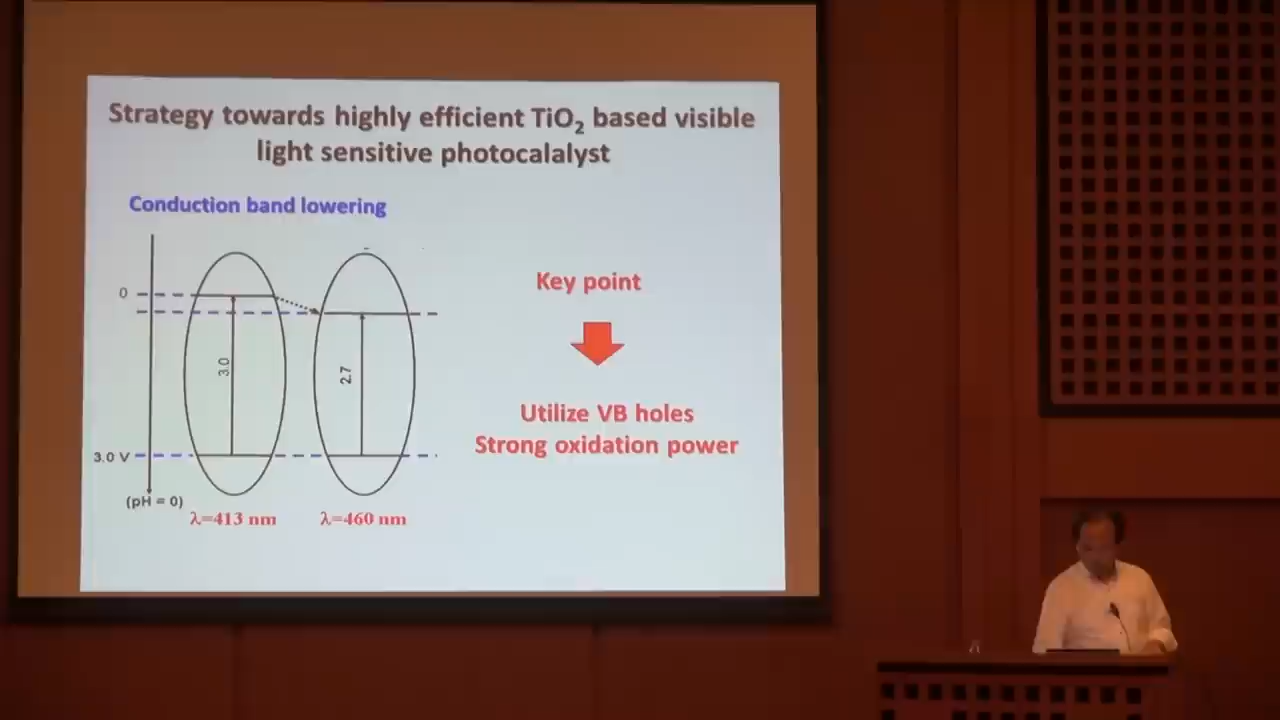 Strategy towards highly efficient TiO₂ based visible
light sensitive photocalalyst
Conduction band lowering
0
3.0
2.7
3.0 V
(pH = 0)
λ=413 nm
λ=460 nm
Key point
Utilize VB holes
Strong oxidation power